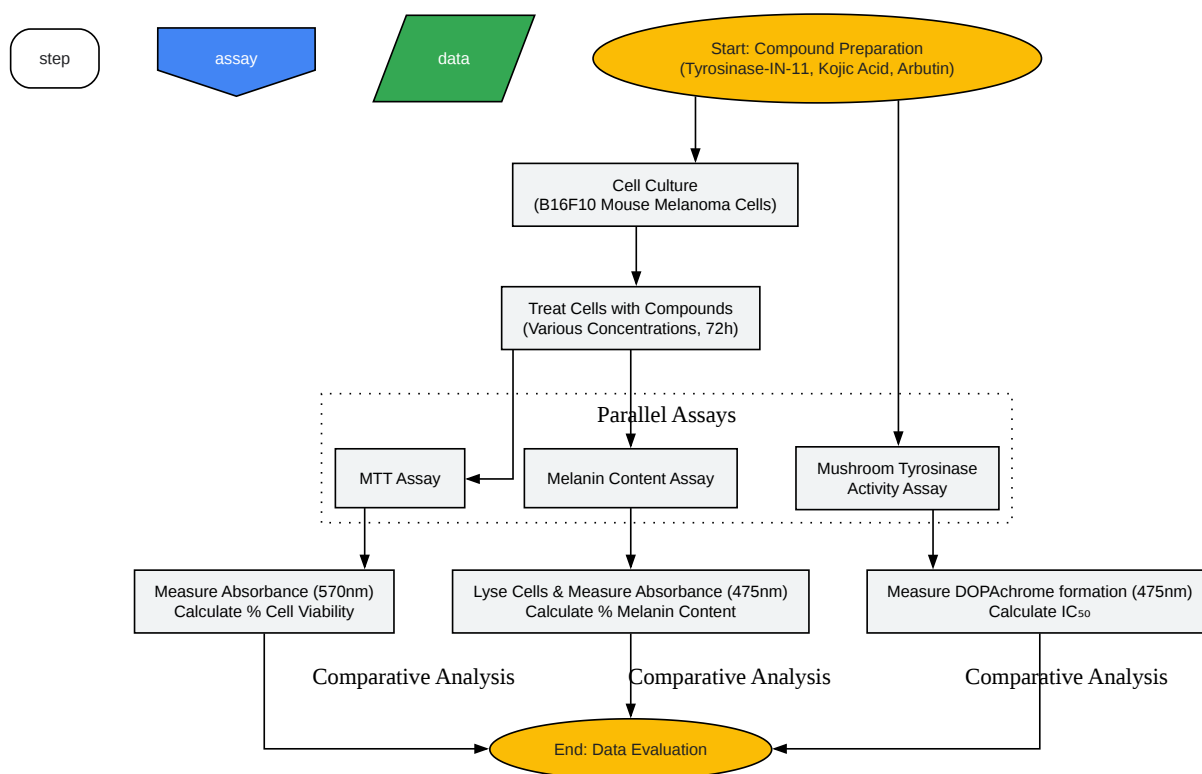 step
assay
data
Start: Compound Preparation
(Tyrosinase-IN-11, Kojic Acid, Arbutin)
Cell Culture
(B16F10 Mouse Melanoma Cells)
Treat Cells with Compounds
(Various Concentrations, 72h)
Parallel Assays
MTT Assay
Melanin Content Assay
Mushroom Tyrosinase
Activity Assay
Measure Absorbance (570nm)
Calculate % Cell Viability
Lyse Cells & Measure Absorbance (475nm)
Calculate % Melanin Content
Measure DOPAchrome formation (475nm)
Calculate IC₅₀
Comparative Analysis
Comparative Analysis
Comparative Analysis
End: Data Evaluation